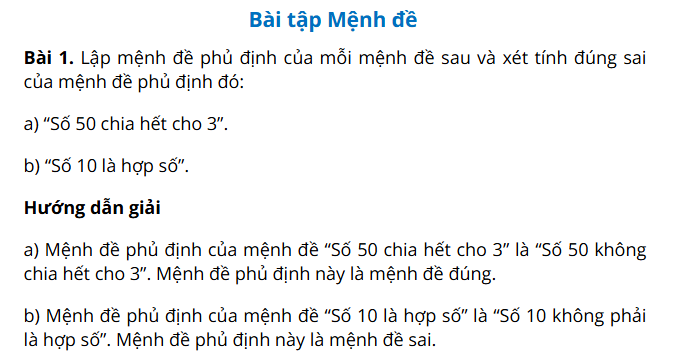 Bài tập Mệnh đề
Bài 1. Lập mệnh đề phủ định của mỗi mệnh đề sau và xét tính đúng sai
của mệnh đề phủ định đó:
a) “Số 50 chia hết cho 3”.
b) “Số 10 là hợp số”.
Hướng dẫn giải
a) Mệnh đề phủ định của mệnh đề “Số 50 chia hết cho 3” là “Số 50 không
chia hết cho 3”. Mệnh đề phủ định này là mệnh đề đúng.
b) Mệnh đề phủ định của mệnh đề “Số 10 là hợp số” là “Số 10 không phải
là hợp số”. Mệnh đề phủ định này là mệnh đề sai.